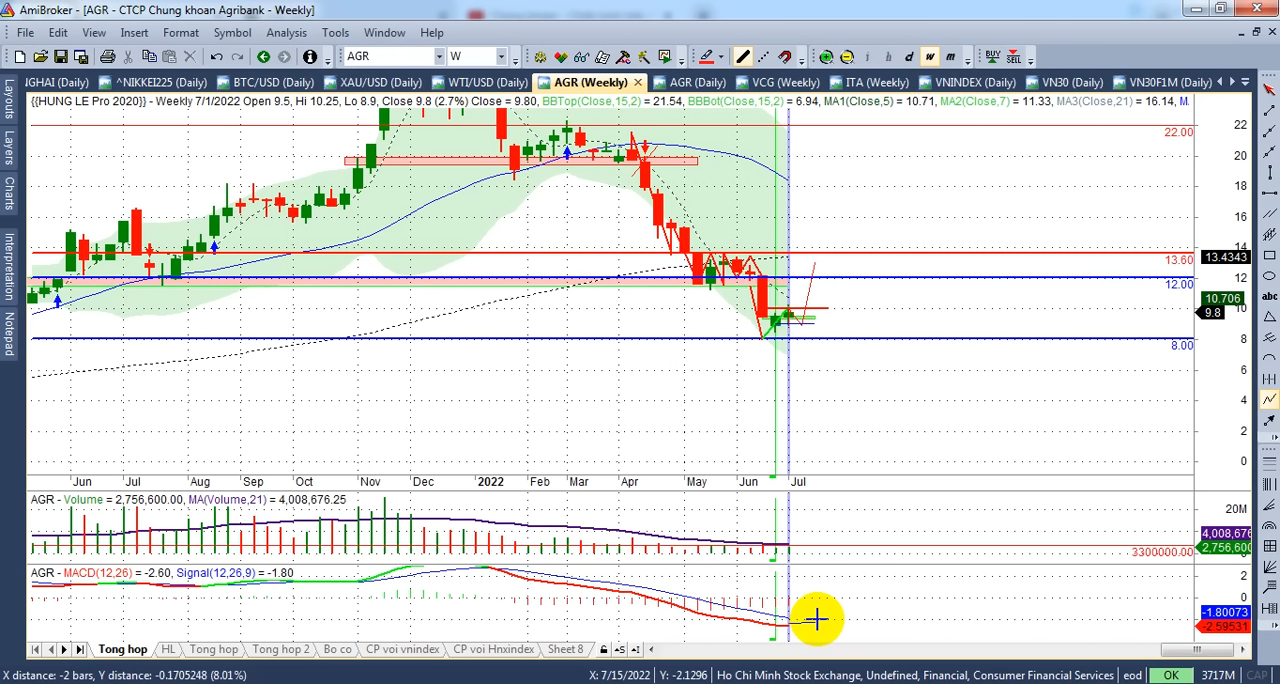 AmiBroker - [AGR - CTCP Chung khoan Agribank - Weekly]
File Edit View Insert Format Symbol Analysis Tools Window Help
AGR W i h d w m BUY SELL
IGHAI (Daily) ^NIKKEI225 (Daily) BTC/USD (Daily) XAU/USD (Daily) WTI/USD (Daily) AGR (Weekly) AGR (Daily) VCG (Weekly) ITA (Weekly) VNINDEX (Daily) VN30 (Daily) VN30F1M (Daily)
Layouts
Layers
Charts
Interpretation
Notepad
{{HUNG LE Pro 2020}} - Weekly 7/1/2022 Open 9.5, Hi 10.25, Lo 8.9, Close 9.8 (2.7%) Close = 9.80, BBTop(Close,15,2) = 21.54, BBBot(Close,15,2) = 6.94, MA1(Close,5) = 10.71, MA2(Close,7) = 11.33, MA3(Close,21) = 16.14, M.
22
22.00
20
18
16
14
13.60
13.4343
12
12.00
10.706
10
9.8
8
8.00
6
4
2
0
abc
Jun Jul Aug Sep Oct Nov Dec 2022 Feb Mar Apr May Jun Jul
AGR - Volume = 2,756,600.00, MA(Volume,21) = 4,008,676.25
20M
4,008,676
2,756,600
3300000.00
AGR - MACD(12,26) = -2.60, Signal(12,26,9) = -1.80
2
0
-1.80073
-2.59531
Tong hop HL Tong hop Tong hop 2 Bo co CP voi vnindex CP voi Hnxindex Sheet 8
X distance: -2 bars, Y distance: -0.1705248 (8.01%) X: 7/15/2022 Y: -2.1296 Ho Chi Minh Stock Exchange, Undefined, Financial, Consumer Financial Services eod OK 3717M CAP